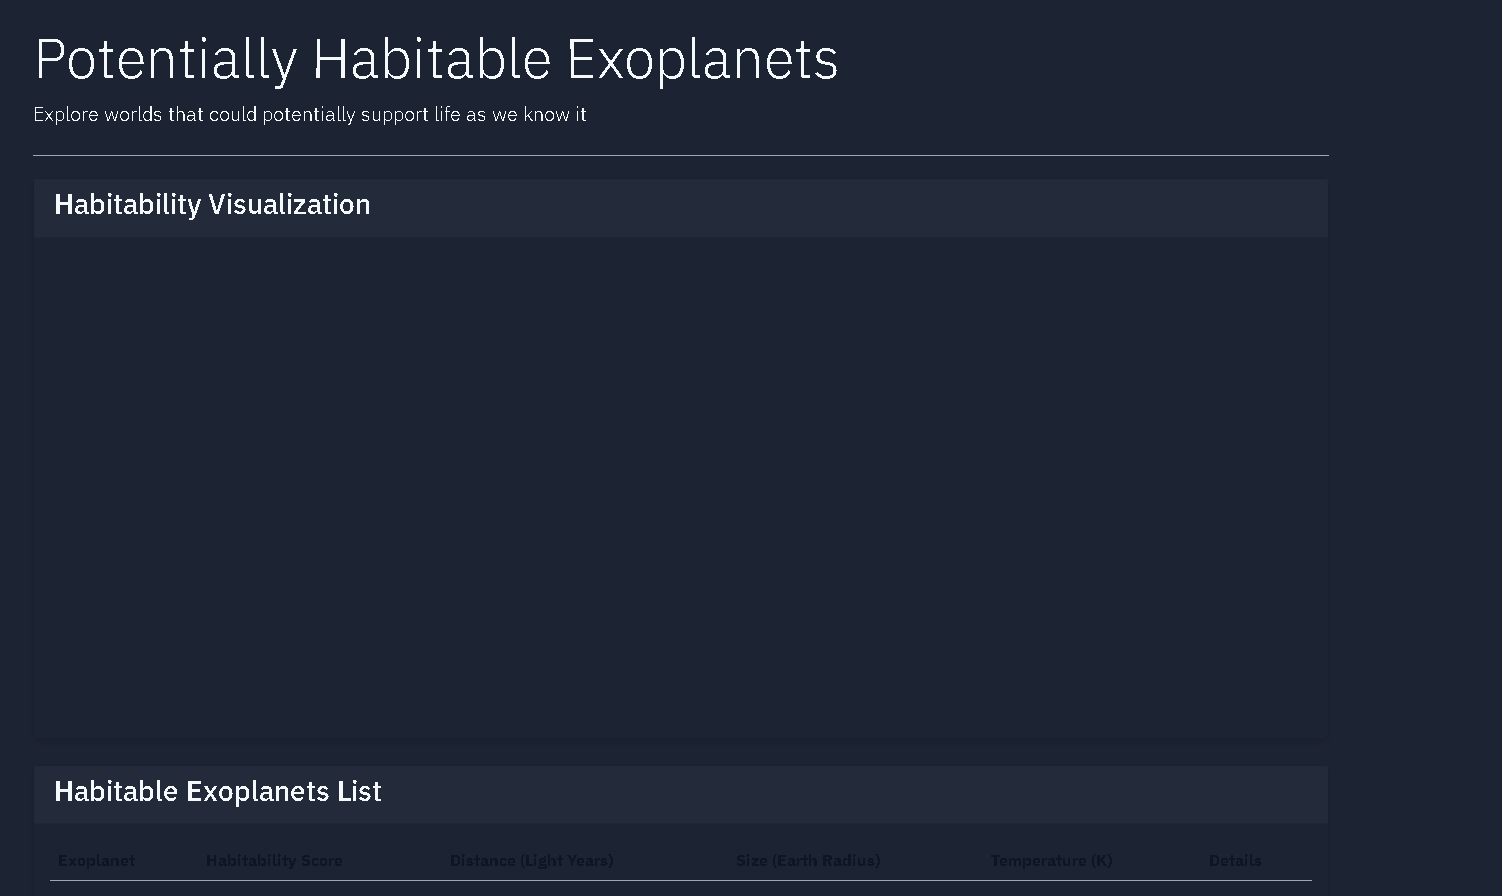 Potentially Habitable Exoplanets
Explore worlds that could potentially support life as we know it
Habitability Visualization
Habitable Exoplanets List
Exoplanet Habitability Score Distance (Light Years) Size (Earth Radius) Temperature (K) Details